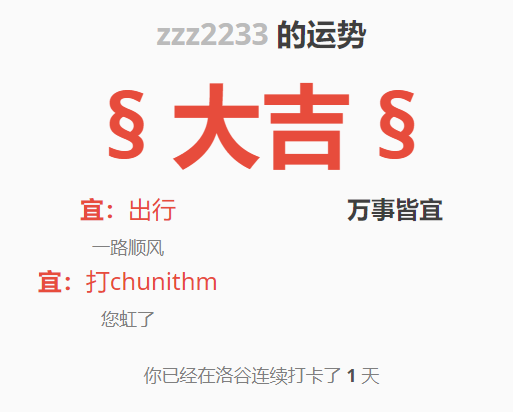 zzz2233 的运势
§ 大吉 §
宜：出行 万事皆宜
一路顺风
宜：打chunithm
您虹了
你已经在洛谷连续打卡了 1 天